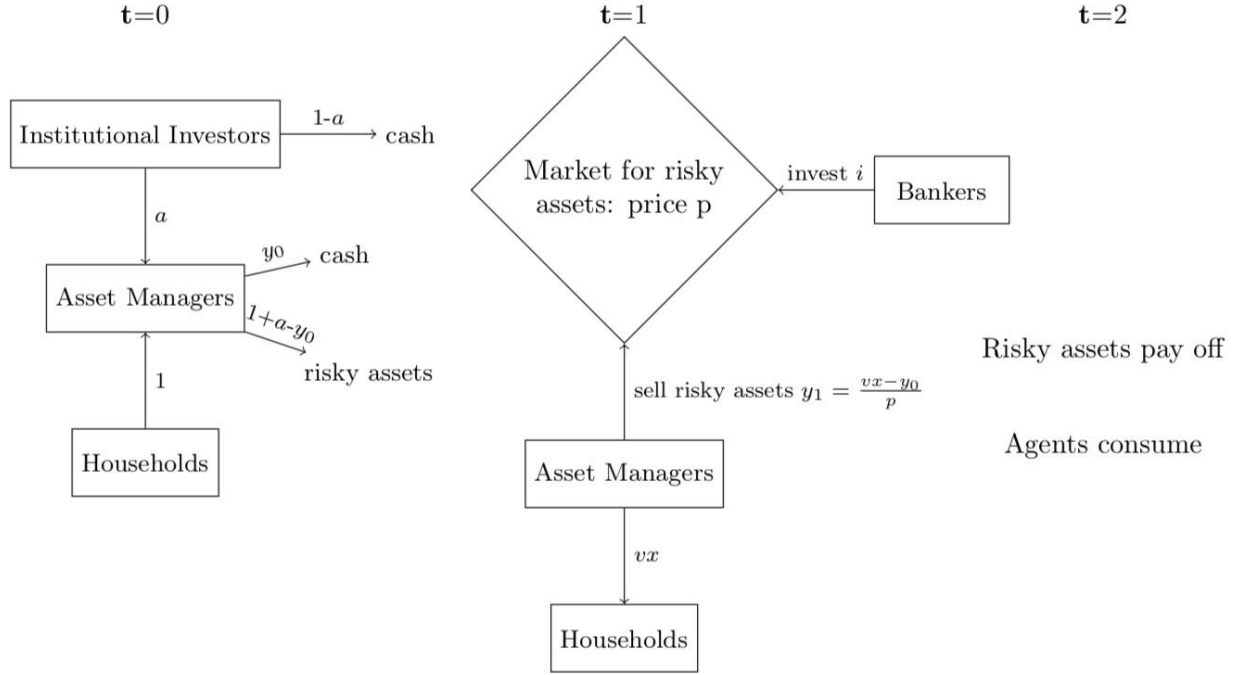 t=0
t=1
t=2
Institutional Investors
1-a
cash
a
Asset Managers
y0
cash
1+a-y0
risky assets
1
Households
Market for risky
assets: price p
invest i
Bankers
sell risky assets y1 = vx−y0
p
Asset Managers
vx
Households
Risky assets pay off
Agents consume